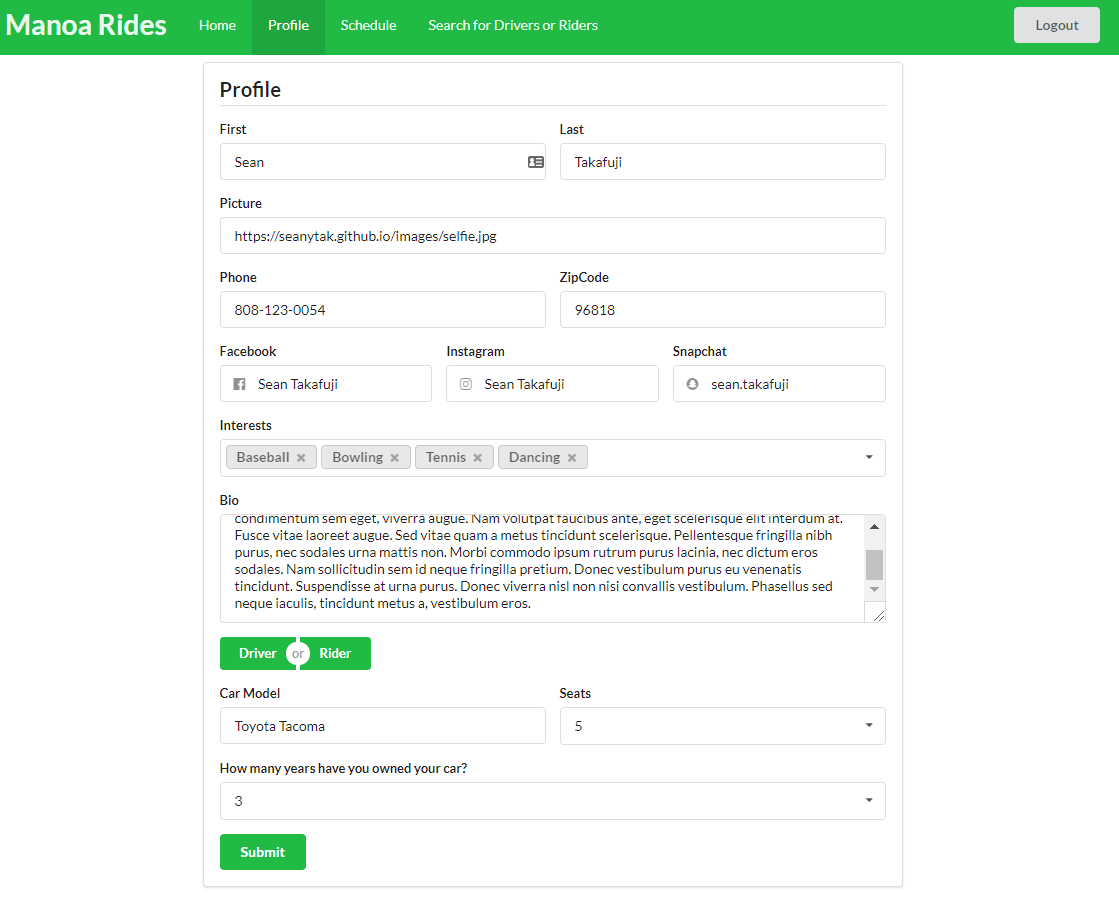 Manoa Rides Home Profile Schedule Search for Drivers or Riders Logout
Profile
First Last
Sean Takafuji
Picture
https://seanytak.github.io/images/selfie.jpg
Phone ZipCode
808-123-0054 96818
Facebook Instagram Snapchat
Sean Takafuji Sean Takafuji sean.takafuji
Interests
Baseball Bowling Tennis Dancing
Bio
condimentum sem eget, viverra augue. Nam volutpat faucibus ante, eget scelerisque elit interdum at.
Fusce vitae laoreet augue. Sed vitae quam a metus tincidunt scelerisque. Pellentesque fringilla nibh
purus, nec sodales urna mattis non. Morbi commodo ipsum rutrum purus lacinia, nec dictum eros
sodales. Nam sollicitudin sem id neque fringilla pretium. Donec vestibulum purus eu venenatis
tincidunt. Suspendisse at urna purus. Donec viverra nisl non nisi convallis vestibulum. Phasellus sed
neque iaculis, tincidunt metus a, vestibulum eros.
Driver or Rider
Car Model Seats
Toyota Tacoma 5
How many years have you owned your car?
3
Submit